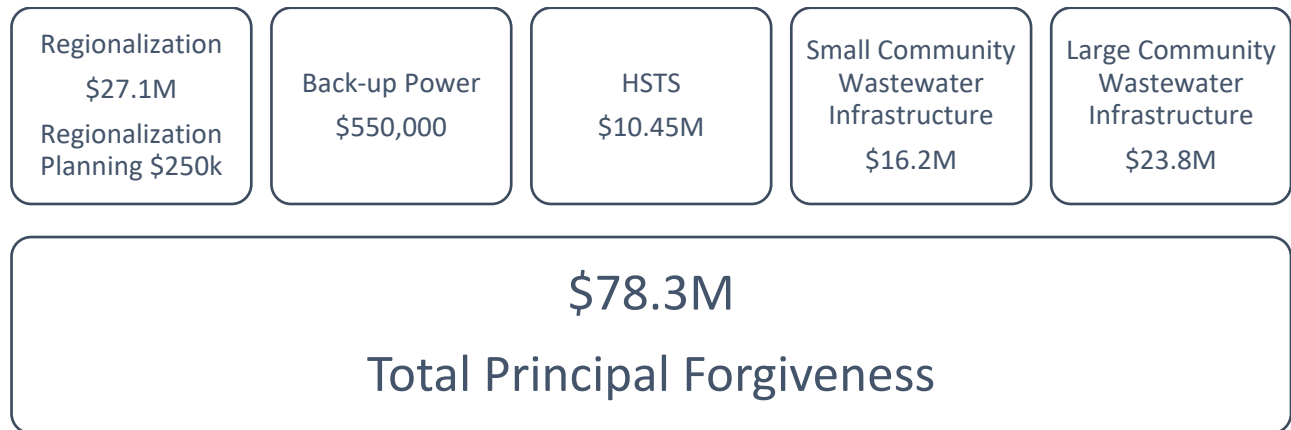 Regionalization
$27.1M
Regionalization
Planning $250k
Back-up Power
$550,000
HSTS
$10.45M
Small Community
Wastewater
Infrastructure
$16.2M
Large Community
Wastewater
Infrastructure
$23.8M
$78.3M
Total Principal Forgiveness